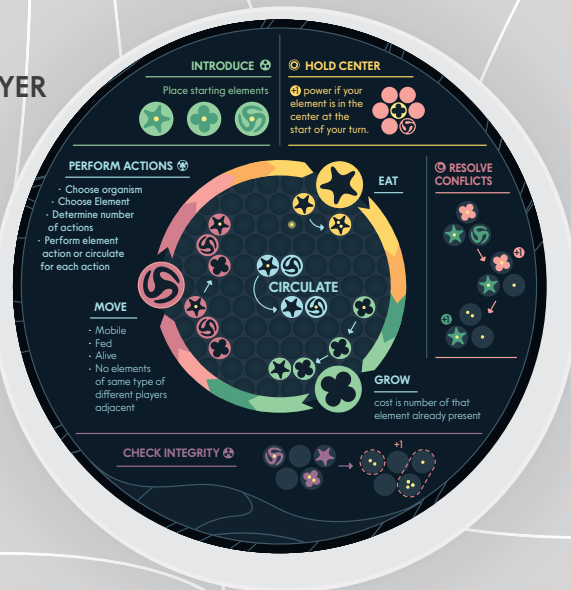 YER
INTRODUCE
Place starting elements
HOLD CENTER
+1 power if your
element is in the
center at the
start of your turn.
PERFORM ACTIONS
· Choose organism
· Choose Element
· Determine number
of actions
· Perform element
action or circulate
for each action
EAT
RESOLVE
CONFLICTS
+1
+1
CIRCULATE
MOVE
· Mobile
· Fed
· Alive
· No elements
of same type of
different players
adjacent
GROW
cost is number of that
element already present
CHECK INTEGRITY
+1